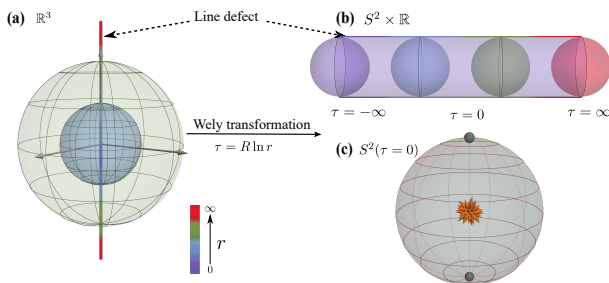 (a) ℝ³
Line defect
(b) S² × ℝ
τ = −∞
τ = 0
τ = ∞
Wely transformation
τ = R ln r
(c) S²(τ = 0)
∞
r
0